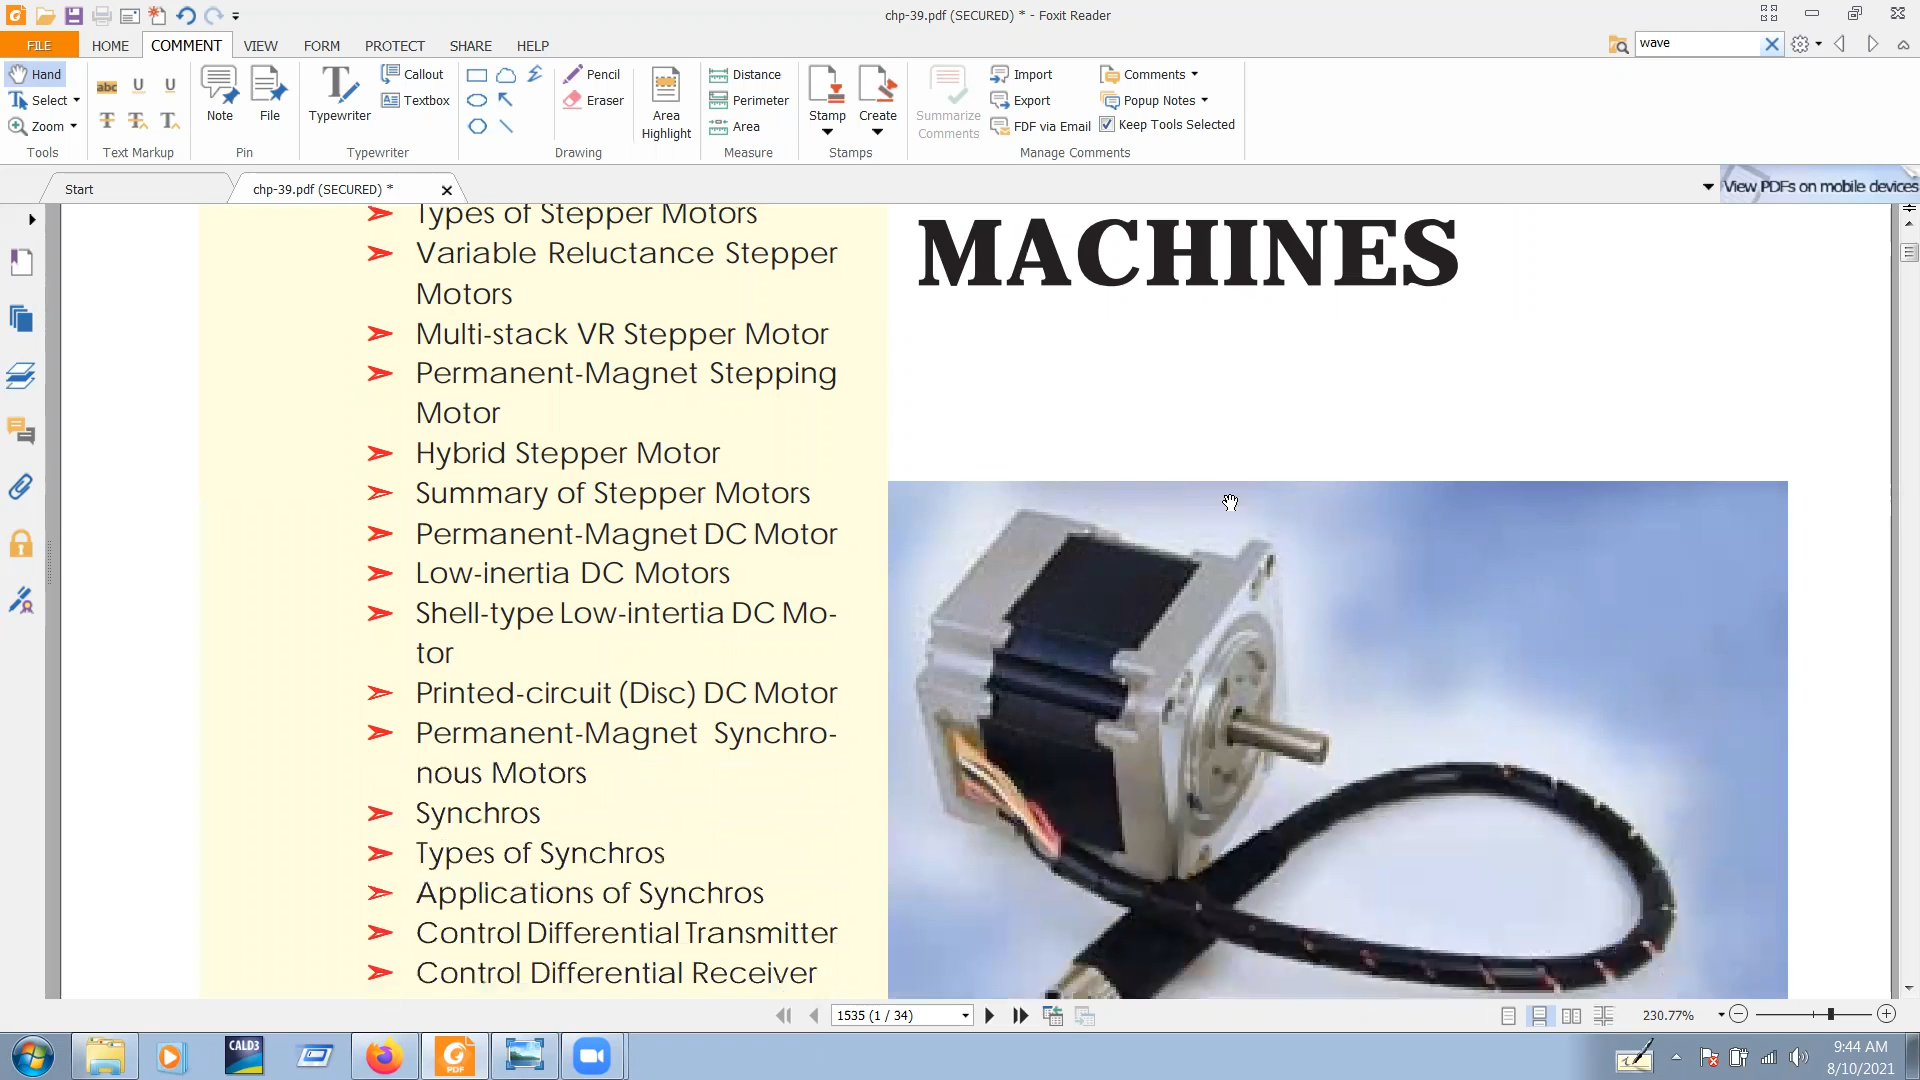 chp-39.pdf (SECURED) * - Foxit Reader
FILE HOME COMMENT VIEW FORM PROTECT SHARE HELP
wave
Hand
Select
Zoom
Tools
abc U U
T T T
Text Markup
Note File
Pin
Typewriter
Callout
Textbox
Typewriter
Drawing
Pencil
Eraser
Area
Highlight
Distance
Perimeter
Area
Measure
Stamp Create
Stamps
Summarize
Comments
Import
Export
FDF via Email
Comments
Popup Notes
Keep Tools Selected
Manage Comments
Start
chp-39.pdf (SECURED) *
View PDFs on mobile devices
Types of Stepper Motors
Variable Reluctance Stepper
Motors
Multi-stack VR Stepper Motor
Permanent-Magnet Stepping
Motor
Hybrid Stepper Motor
Summary of Stepper Motors
Permanent-Magnet DC Motor
Low-inertia DC Motors
Shell-type Low-intertia DC Mo-
tor
Printed-circuit (Disc) DC Motor
Permanent-Magnet Synchro-
nous Motors
Synchros
Types of Synchros
Applications of Synchros
Control Differential Transmitter
Control Differential Receiver
MACHINES
1535 (1 / 34)
230.77%
CALD3
PDF
9:44 AM
8/10/2021